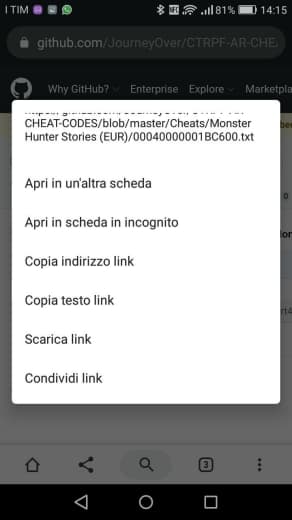 TIM 81% 14:15
github.com/JourneyOver/CTRPF-AR-CHE
Why GitHub? Enterprise Explore Marketpla
CHEAT-CODES/blob/master/Cheats/Monster
Hunter Stories (EUR)/00040000001BC600.txt
Apri in un'altra scheda
Apri in scheda in incognito
Copia indirizzo link
Copia testo link
Scarica link
Condividi link
3